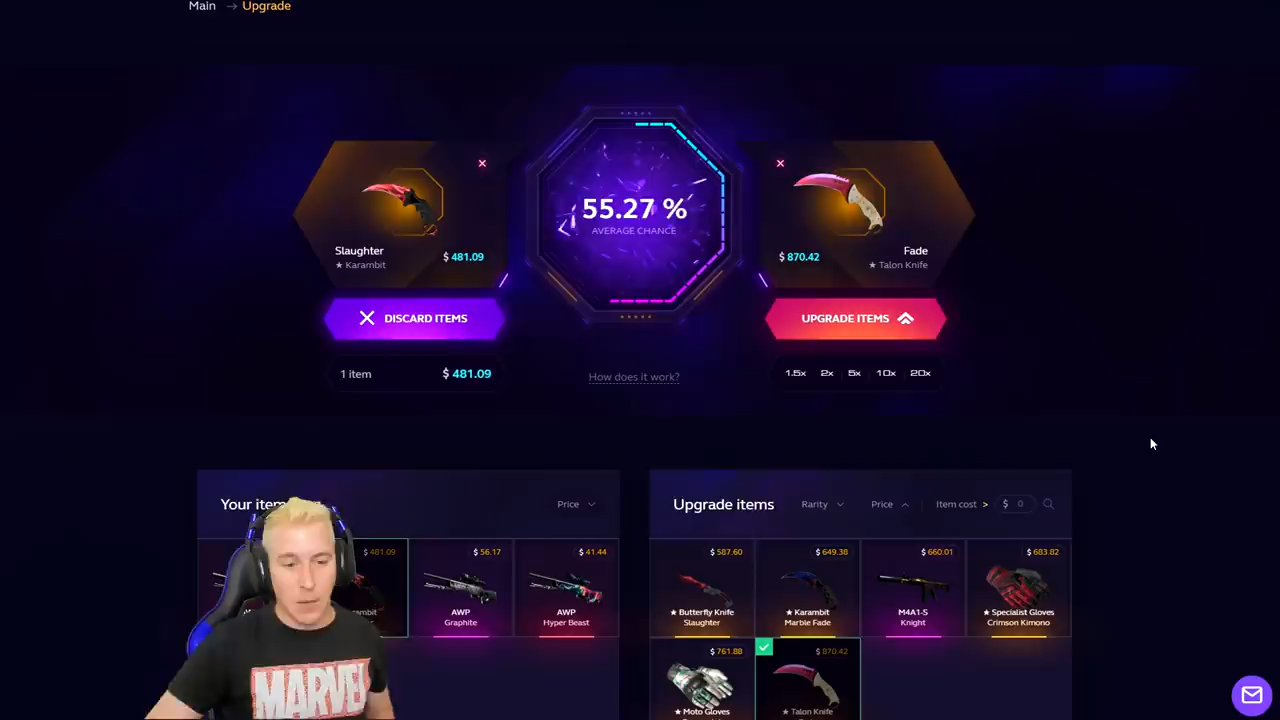 Main → Upgrade
55.27 %
AVERAGE CHANCE
Slaughter
★ Karambit
$ 481.09
$ 870.42
Fade
★ Talon Knife
DISCARD ITEMS
UPGRADE ITEMS
1 item
$ 481.09
How does it work?
1.5x 2x 5x 10x 20x
Price
Upgrade items
Rarity
Price
Item cost > $ 0
$ 481.09
$ 56.17
AWP
Graphite
$ 41.44
AWP
Hyper Beast
$ 587.60
★ Butterfly Knife
Slaughter
$ 649.38
★ Karambit
Marble Fade
$ 660.01
M4A1-S
Knight
$ 683.82
★ Specialist Gloves
Crimson Kimono
$ 761.88
★ Moto Gloves
$ 870.42
★ Talon Knife
MARVEL